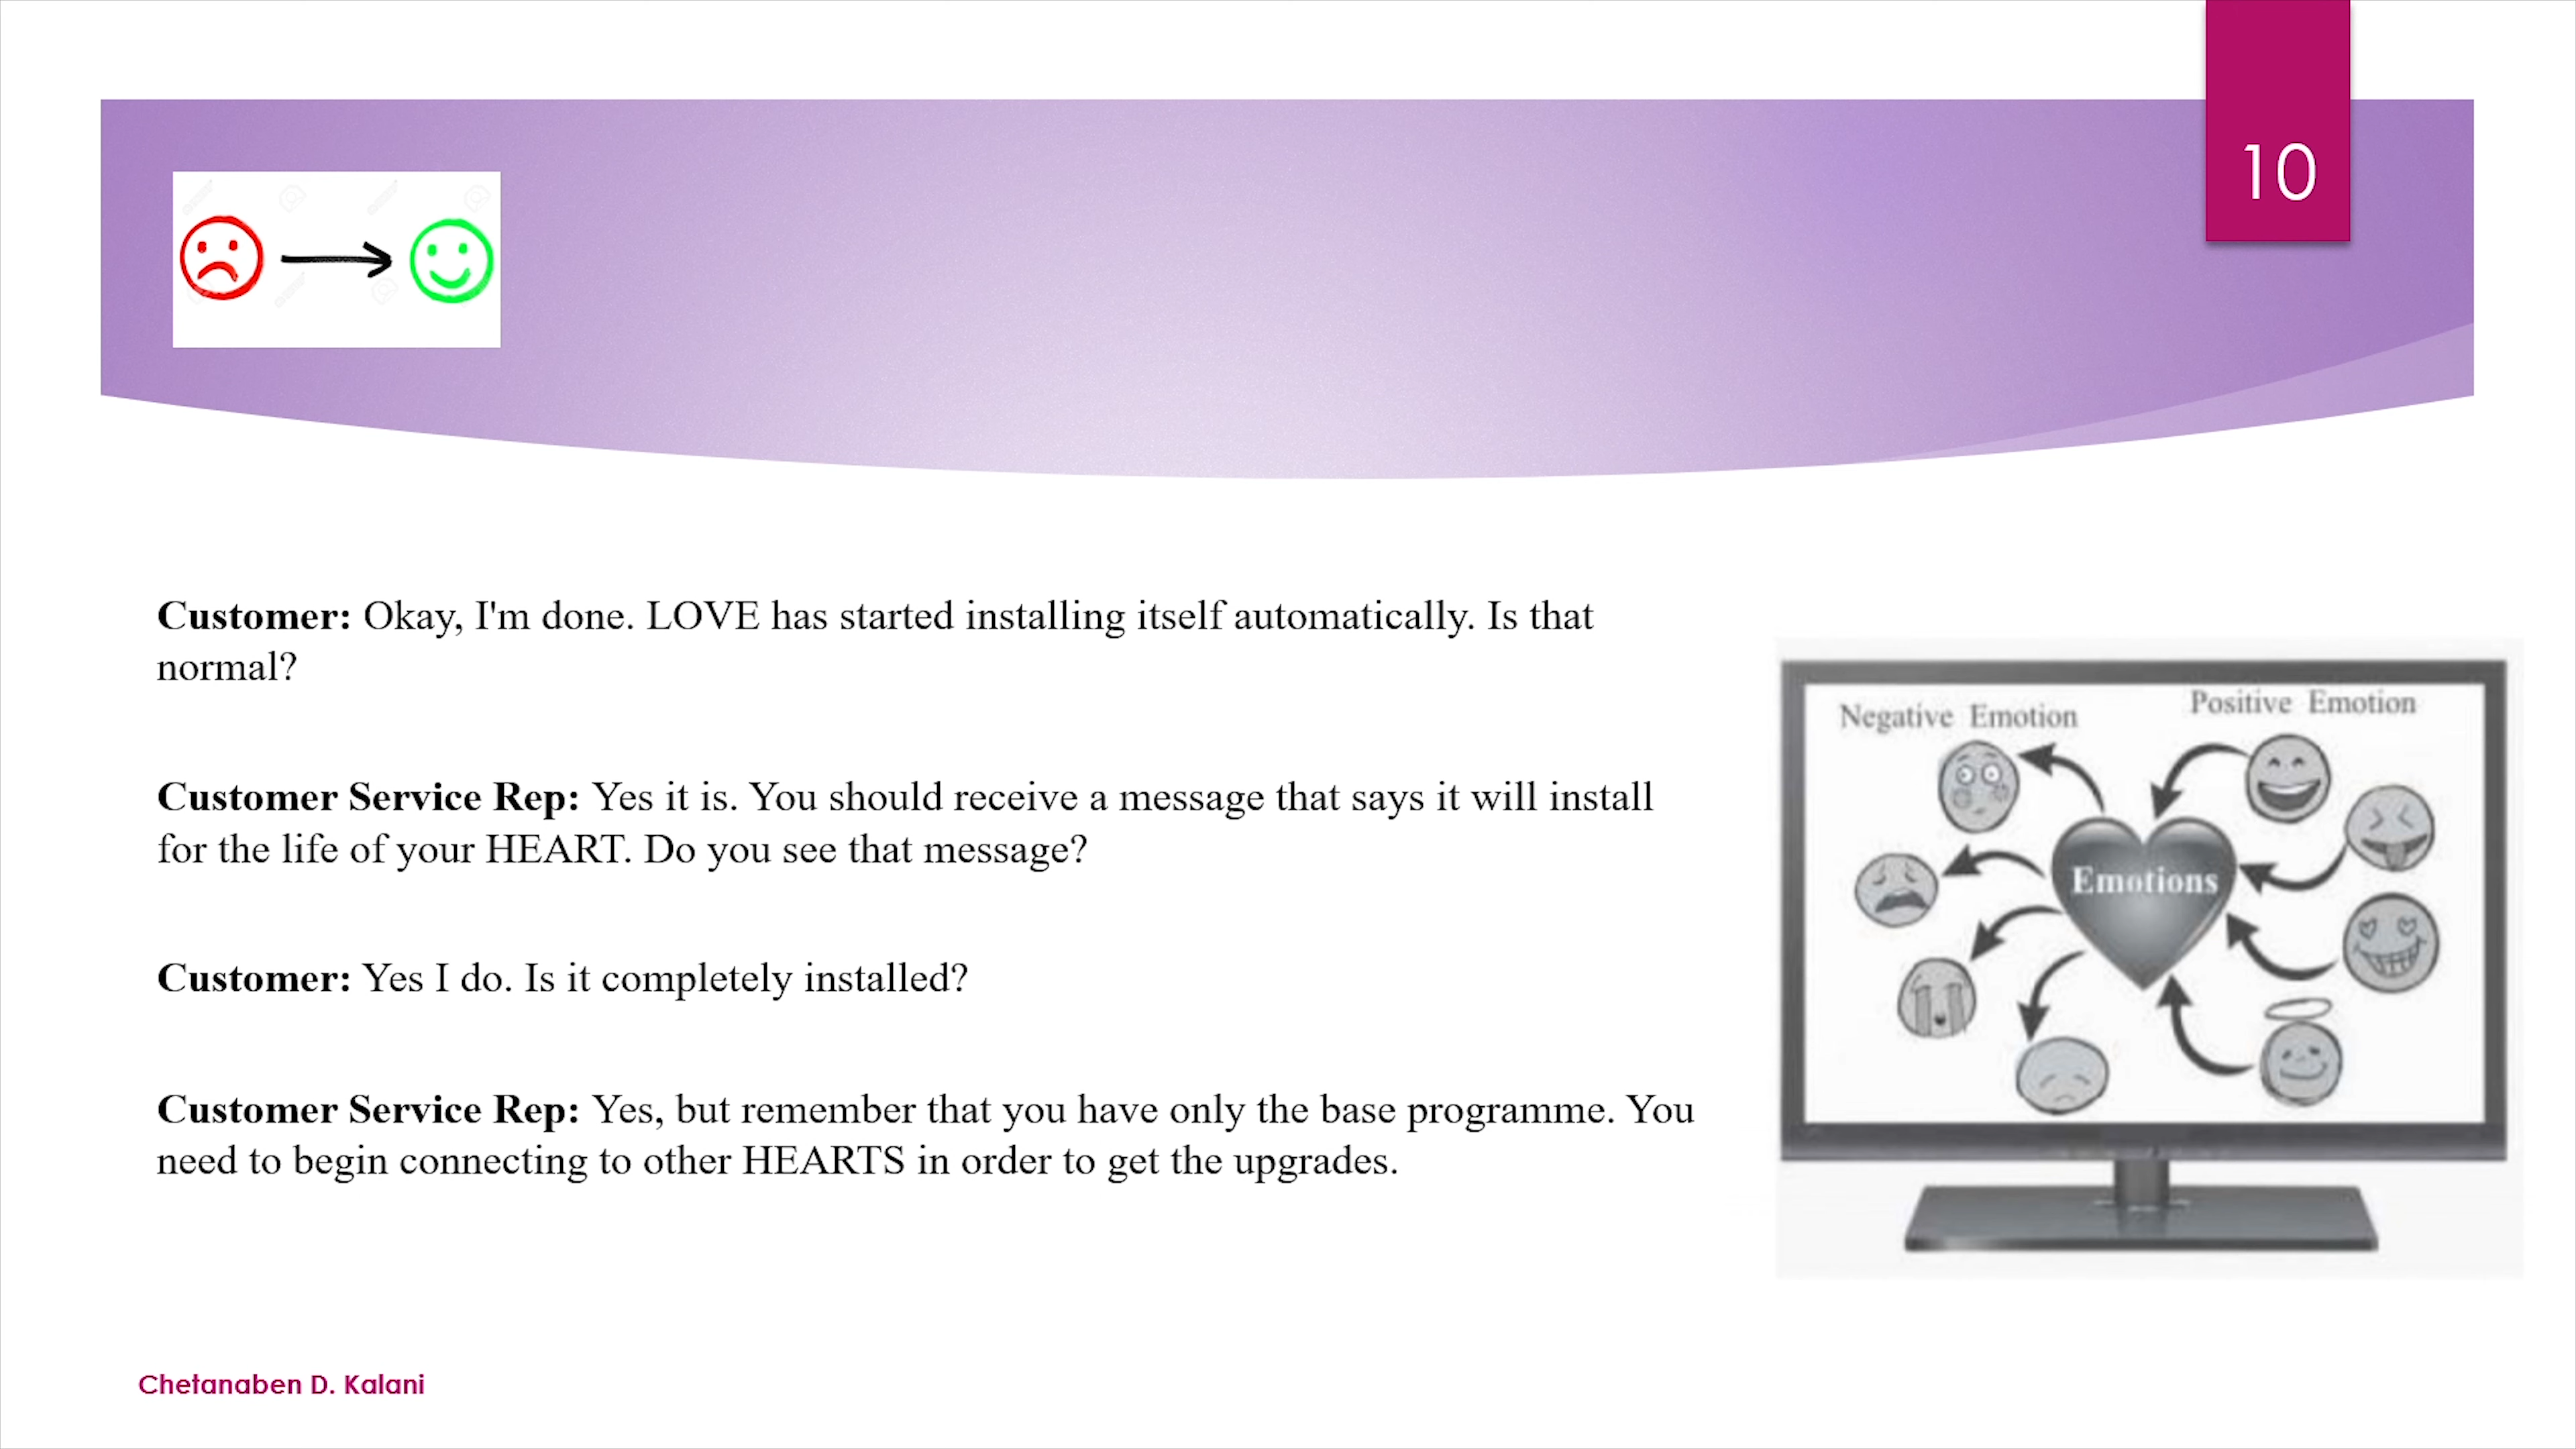 10
Customer: Okay, I'm done. LOVE has started installing itself automatically. Is that
normal?
Customer Service Rep: Yes it is. You should receive a message that says it will install
for the life of your HEART. Do you see that message?
Customer: Yes I do. Is it completely installed?
Customer Service Rep: Yes, but remember that you have only the base programme. You
need to begin connecting to other HEARTS in order to get the upgrades.
Negative Emotion
Positive Emotion
Emotions
Chetanaben D. Kalani